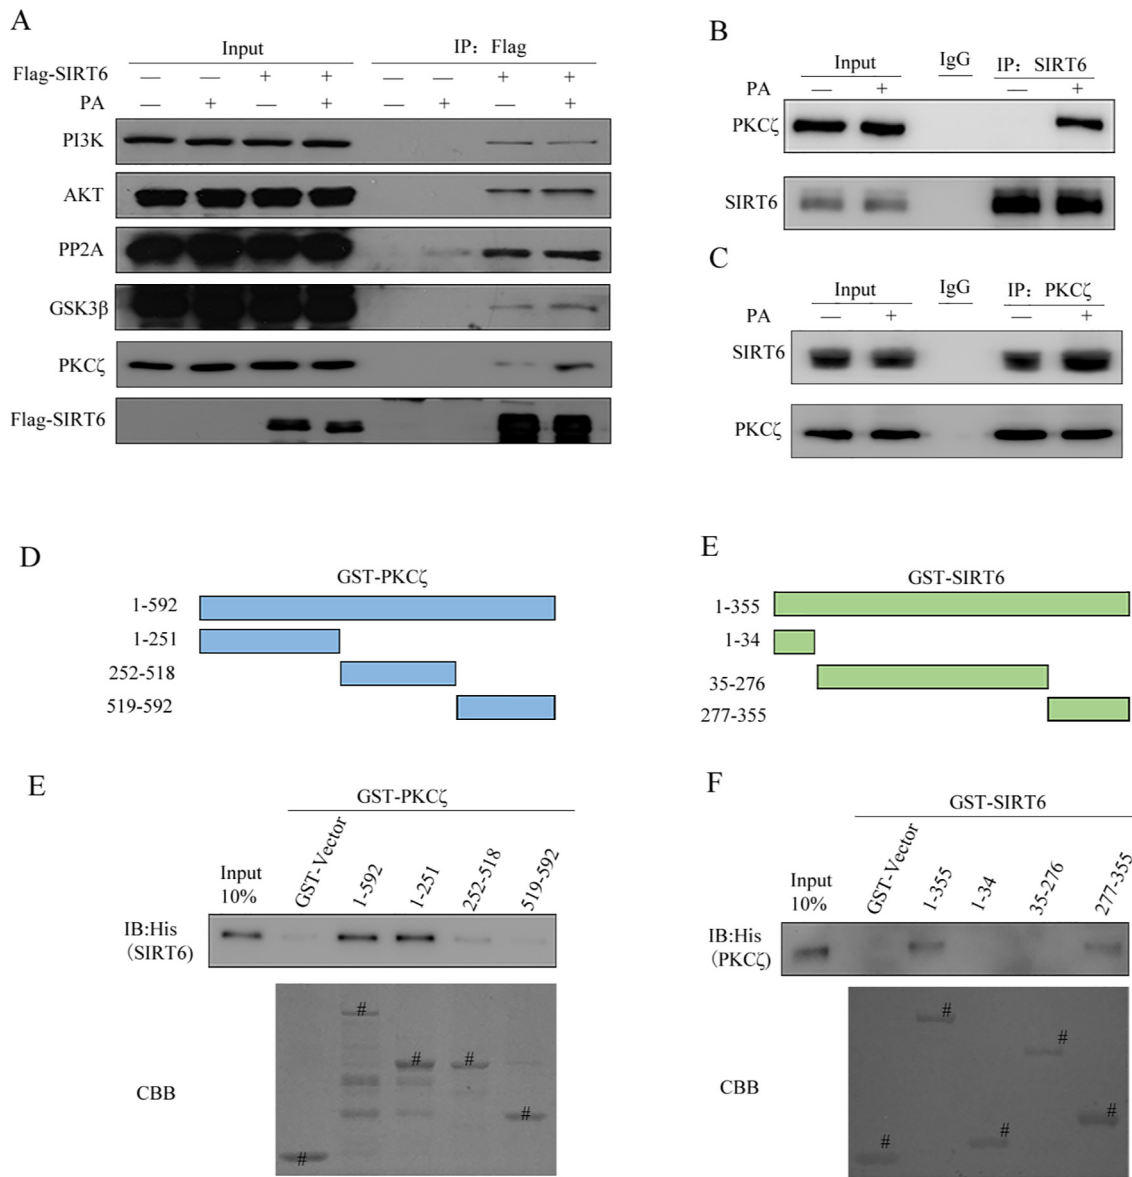 A
Input
IP: Flag
Flag-SIRT6
— — + + — — + +
PA
— + — + — + — +
PI3K
AKT
PP2A
GSK3β
PKCζ
Flag-SIRT6
B
Input
IgG
IP: SIRT6
PA
— + — +
PKCζ
SIRT6
C
Input
IgG
IP: PKCζ
PA
— + — +
SIRT6
PKCζ
D
GST-PKCζ
1-592
1-251
252-518
519-592
E
GST-SIRT6
1-355
1-34
35-276
277-355
E
GST-PKCζ
Input
10%
GST-Vector
1-592
1-251
252-518
519-592
IB:His
(SIRT6)
# # # # #
CBB
F
GST-SIRT6
Input
10%
GST-Vector
1-355
1-34
35-276
277-355
IB:His
(PKCζ)
# # # # #
CBB